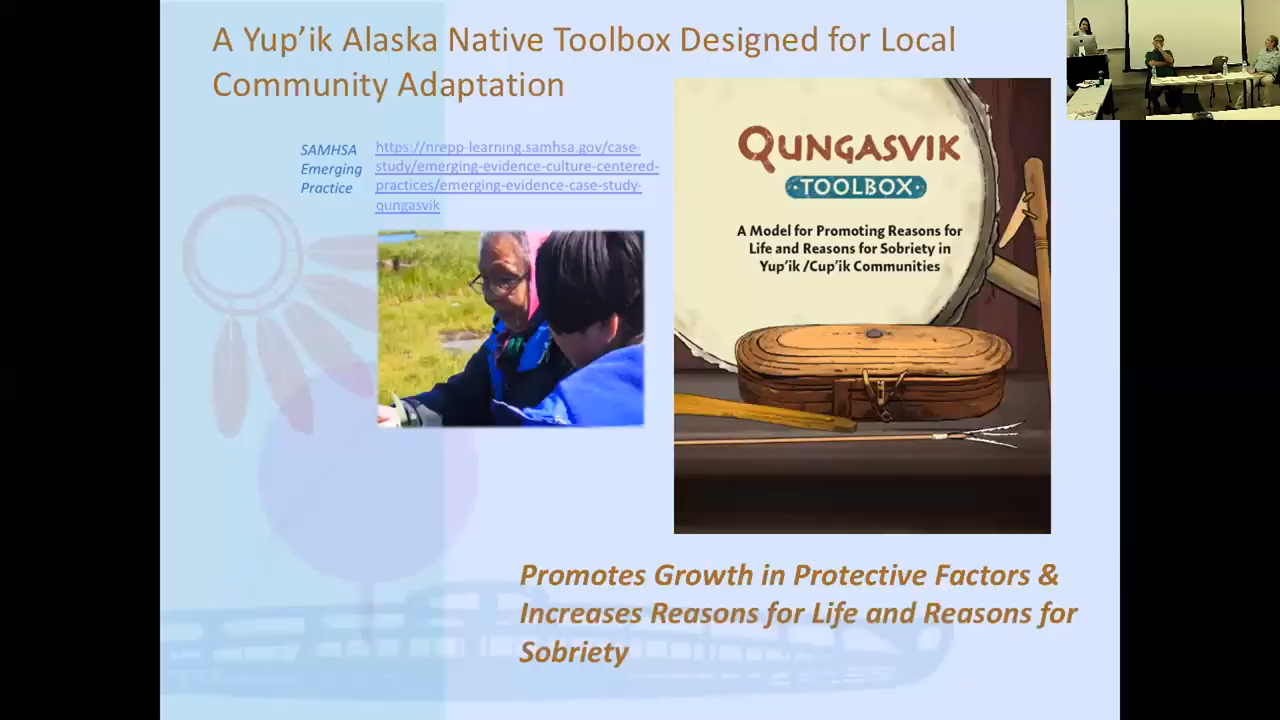 A Yup’ik Alaska Native Toolbox Designed for Local
Community Adaptation
SAMHSA
Emerging
Practice
https://nrepp-learning.samhsa.gov/case-
study/emerging-evidence-culture-centered-
practices/emerging-evidence-case-study-
qungasvik
QUNGASVIK
·TOOLBOX·
A Model for Promoting Reasons for
Life and Reasons for Sobriety in
Yup’ik /Cup’ik Communities
Promotes Growth in Protective Factors &
Increases Reasons for Life and Reasons for
Sobriety